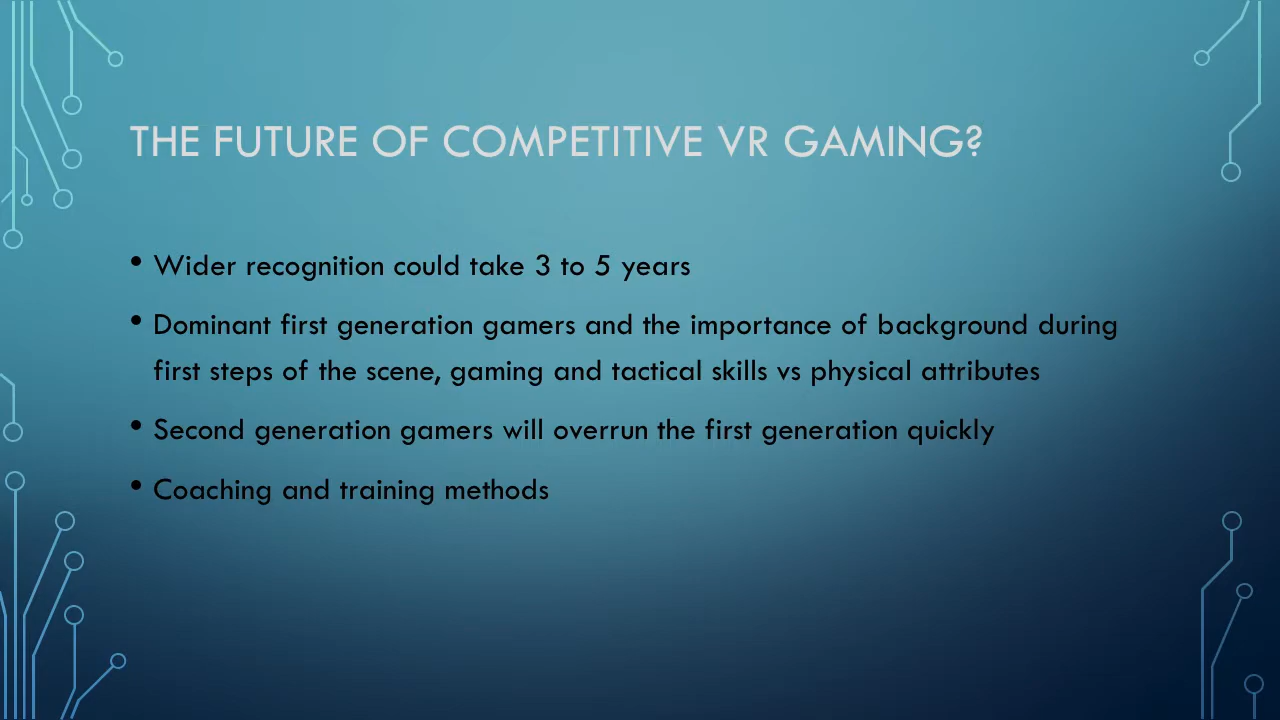 THE FUTURE OF COMPETITIVE VR GAMING?
• Wider recognition could take 3 to 5 years
• Dominant first generation gamers and the importance of background during
first steps of the scene, gaming and tactical skills vs physical attributes
• Second generation gamers will overrun the first generation quickly
• Coaching and training methods